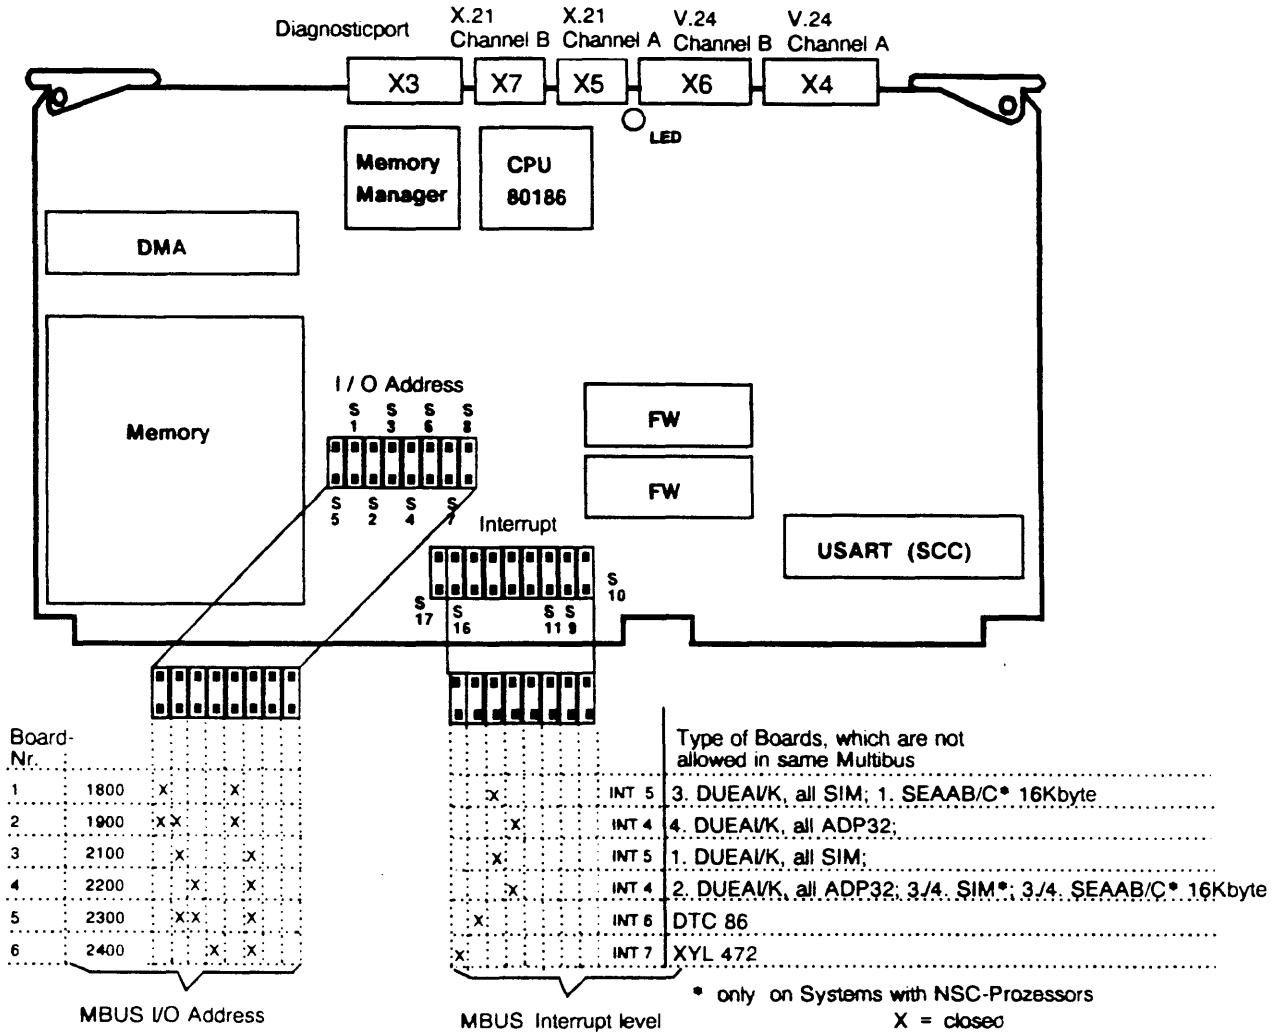 Diagnosticport
X.21 Channel B
X.21 Channel A
V.24 Channel B
V.24 Channel A
X3
X7
X5
X6
X4
LED
Memory Manager
CPU 80186
DMA
Memory
I / O Address
S 1
S 3
S 6
S 8
S 5
S 2
S 4
S 7
FW
FW
Interrupt
S 17
S 16
S 11
S 9
S 10
USART (SCC)
Board-Nr.
Type of Boards, which are not
allowed in same Multibus
1 1800 X X X INT 5 3. DUEAI/K, all SIM; 1. SEAAB/C* 16Kbyte
2 1900 X X X X INT 4 4. DUEAI/K, all ADP32;
3 2100 X X X INT 5 1. DUEAI/K, all SIM;
4 2200 X X X INT 4 2. DUEAI/K, all ADP32; 3./4. SIM*; 3./4. SEAAB/C* 16Kbyte
5 2300 X X X X INT 6 DTC 86
6 2400 X X X INT 7 XYL 472
MBUS I/O Address
MBUS Interrupt level
* only on Systems with NSC-Prozessors
X = closed